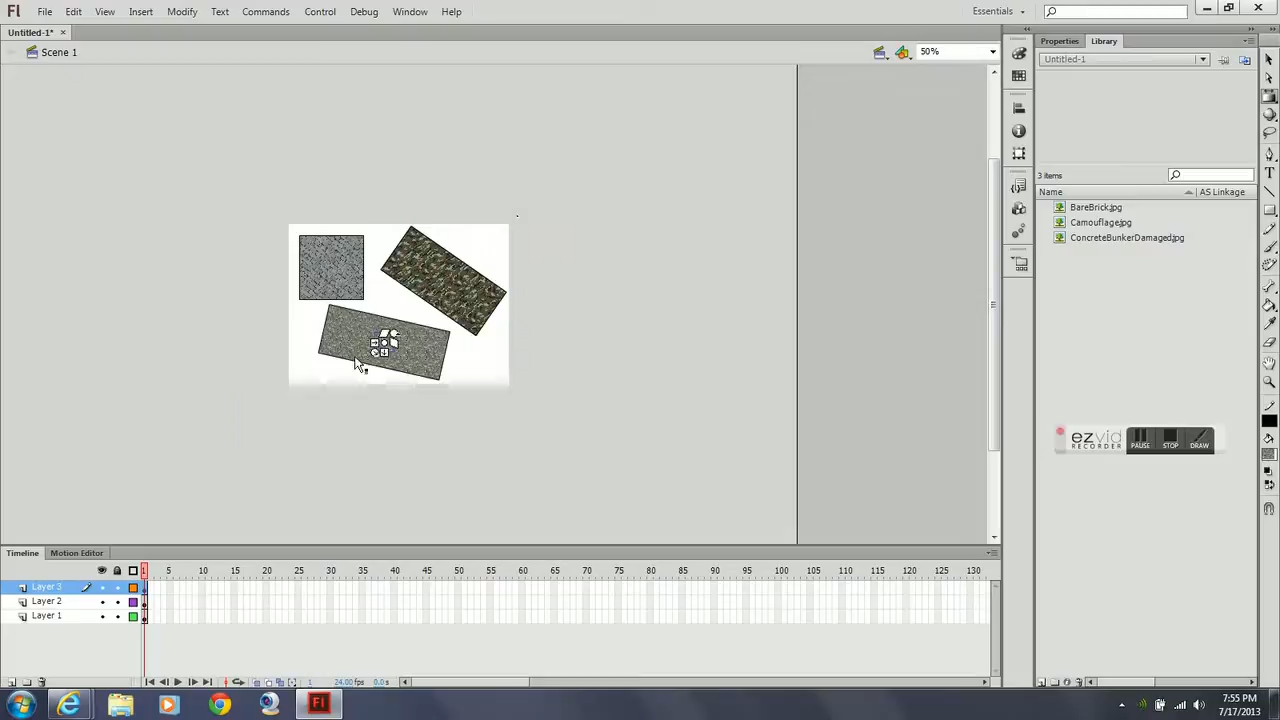 Fl File Edit View Insert Modify Text Commands Control Debug Window Help Essentials
Untitled-1*
Scene 1 50%
Properties Library
Untitled-1
3 items
Name AS Linkage
BareBrick.jpg
Camouflage.jpg
ConcreteBunkerDamaged.jpg
ezvid
RECORDER
PAUSE STOP DRAW
Timeline Motion Editor
1 5 10 15 20 25 30 35 40 45 50 55 60 65 70 75 80 85 90 95 100 105 110 115 120 125 130
Layer 3
Layer 2
Layer 1
1 24.00 fps 0.0 s
Fl
7:55 PM
7/17/2013